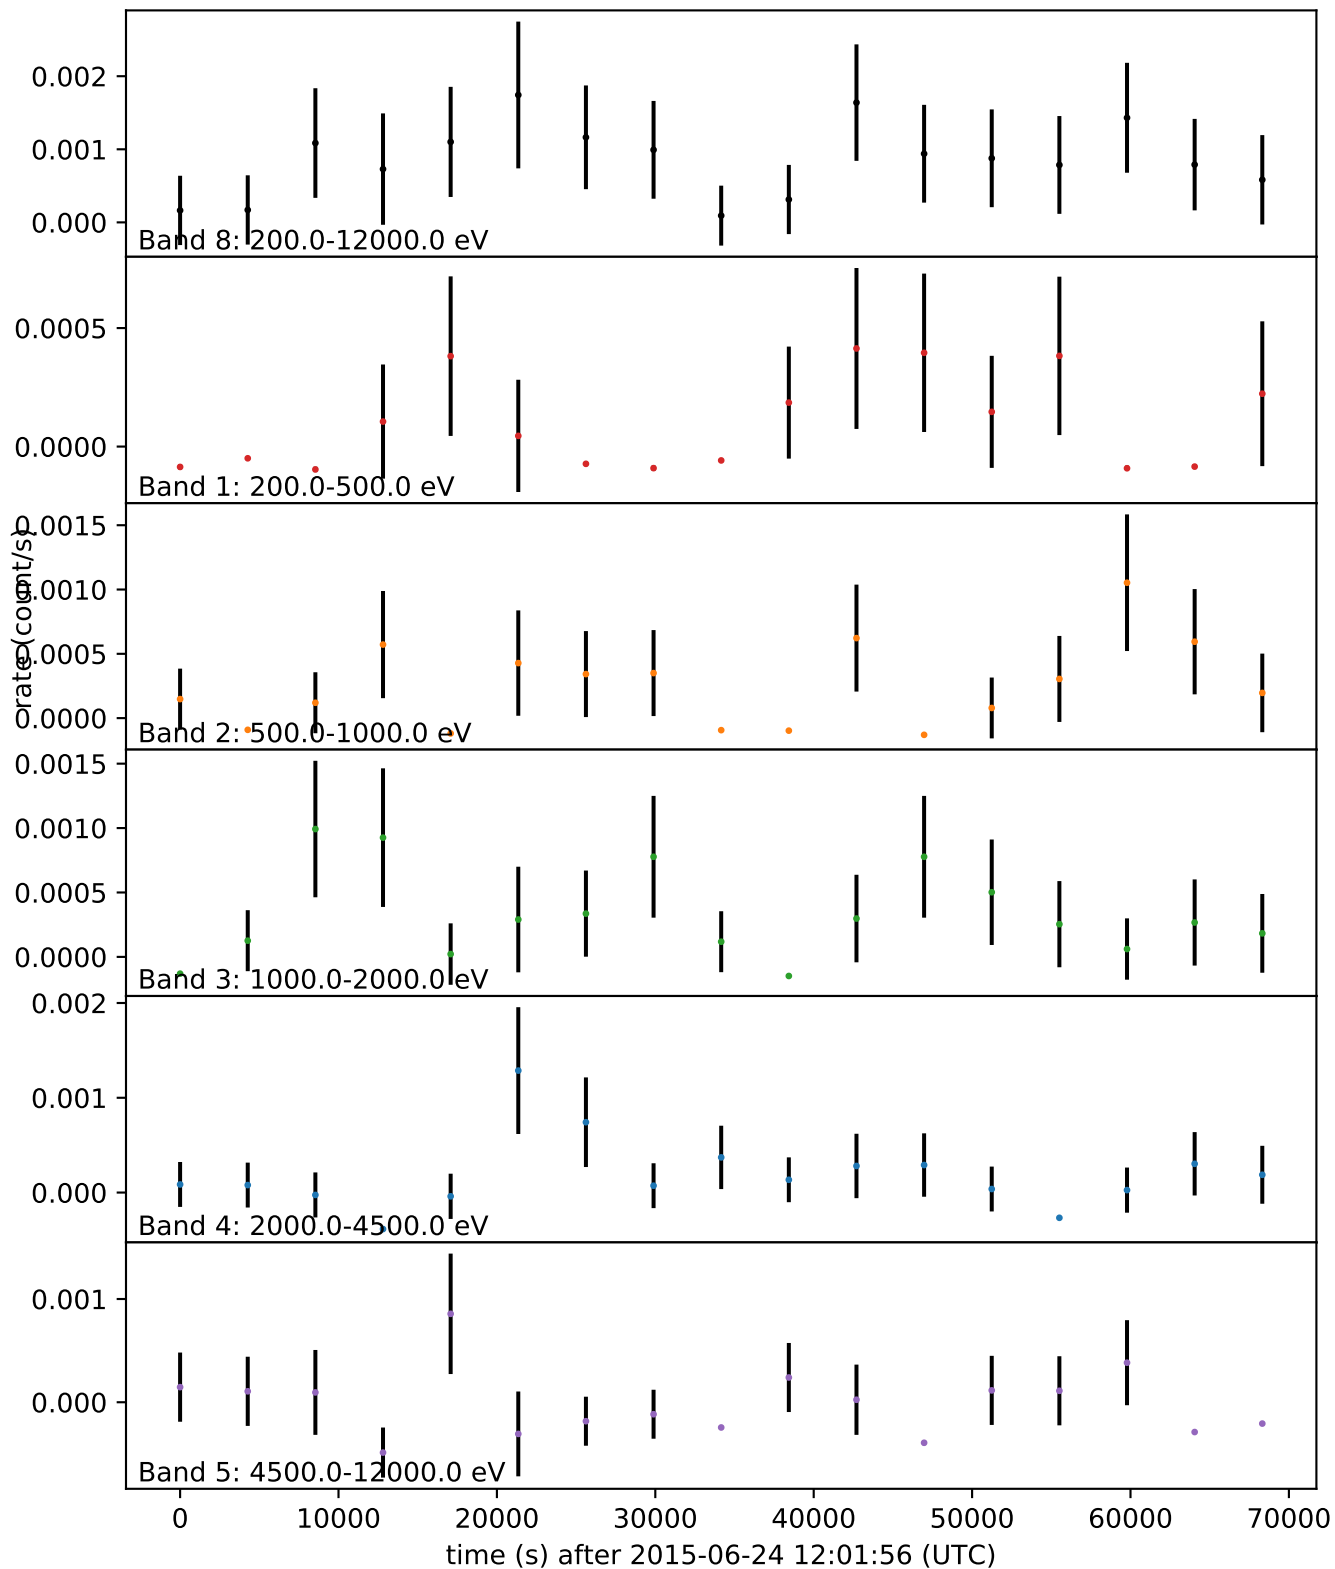 0.002
0.001
0.000
Band 8: 200.0-12000.0 eV
0.0005
0.0000
Band 1: 200.0-500.0 eV
rate (count/s)
0.0015
0.0010
0.0005
0.0000
Band 2: 500.0-1000.0 eV
0.0015
0.0010
0.0005
0.0000
Band 3: 1000.0-2000.0 eV
0.002
0.001
0.000
Band 4: 2000.0-4500.0 eV
0.001
0.000
Band 5: 4500.0-12000.0 eV
0 10000 20000 30000 40000 50000 60000 70000
time (s) after 2015-06-24 12:01:56 (UTC)